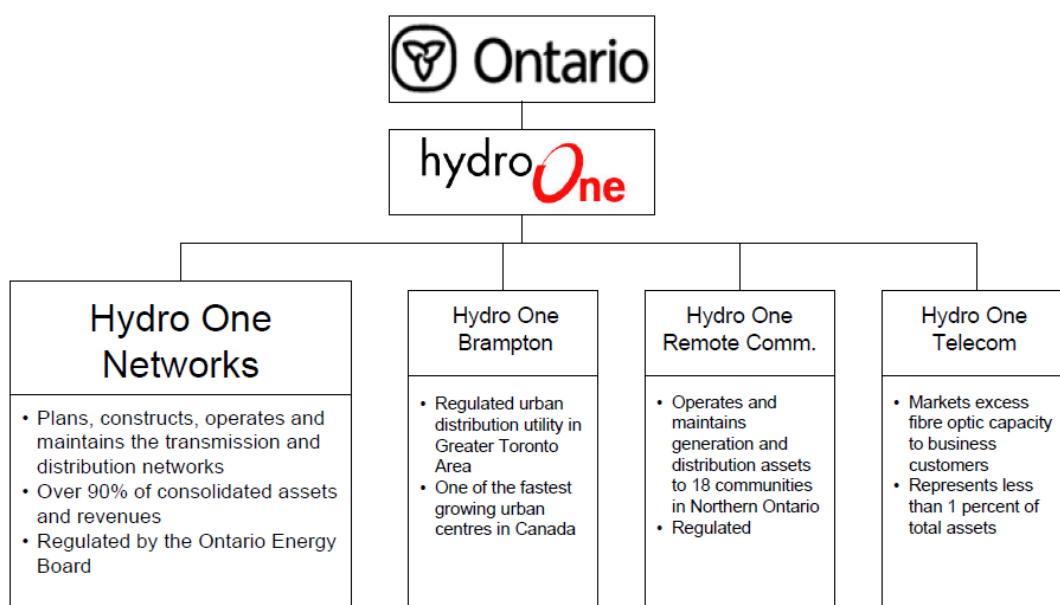 Ontario
hydro One
Hydro One
Networks
• Plans, constructs, operates and
maintains the transmission and
distribution networks
• Over 90% of consolidated assets
and revenues
• Regulated by the Ontario Energy
Board
Hydro One
Brampton
• Regulated urban
distribution utility in
Greater Toronto
Area
• One of the fastest
growing urban
centres in Canada
Hydro One
Remote Comm.
• Operates and
maintains
generation and
distribution assets
to 18 communities
in Northern Ontario
• Regulated
Hydro One
Telecom
• Markets excess
fibre optic capacity
to business
customers
• Represents less
than 1 percent of
total assets